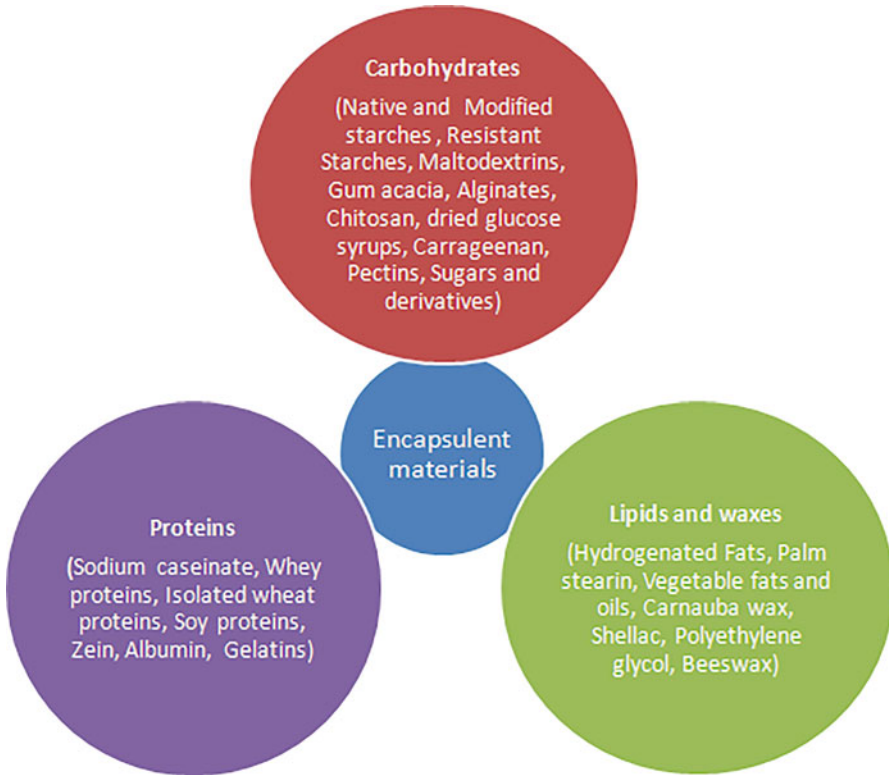 Carbohydrates
(Native and Modified
starches , Resistant
Starches, Maltodextrins,
Gum acacia, Alginates,
Chitosan, dried glucose
syrups, Carrageenan,
Pectins, Sugars and
derivatives)
Encapsulent
materials
Proteins
(Sodium caseinate, Whey
proteins, Isolated wheat
proteins, Soy proteins,
Zein, Albumin, Gelatins)
Lipids and waxes
(Hydrogenated Fats, Palm
stearin, Vegetable fats and
oils, Carnauba wax,
Shellac, Polyethylene
glycol, Beeswax)